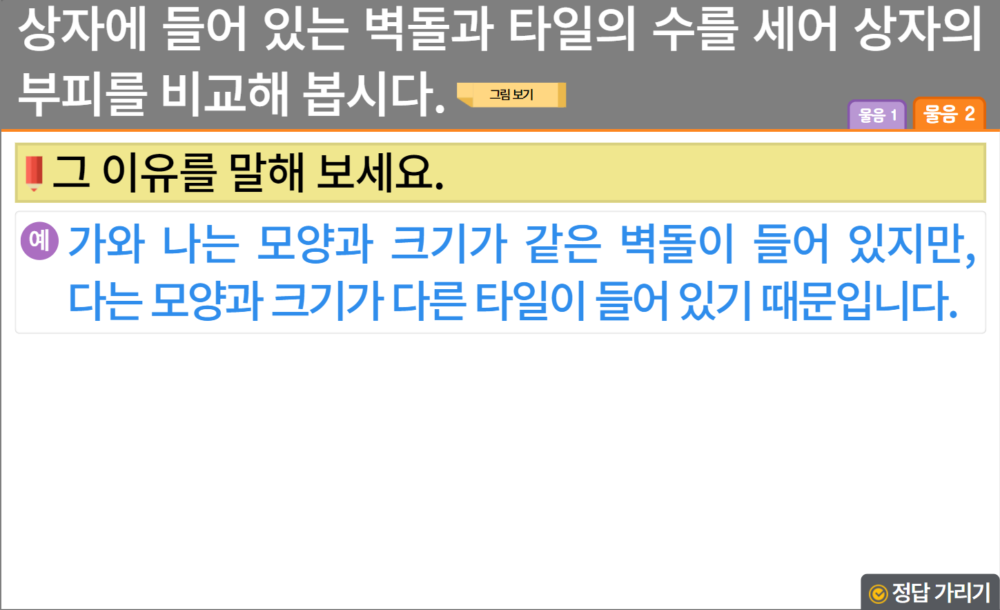 상자에 들어 있는 벽돌과 타일의 수를 세어 상자의
부피를 비교해 봅시다.
그림 보기
물음 1
물음 2
그 이유를 말해 보세요.
예 가와 나는 모양과 크기가 같은 벽돌이 들어 있지만,
다는 모양과 크기가 다른 타일이 들어 있기 때문입니다.
정답 가리기